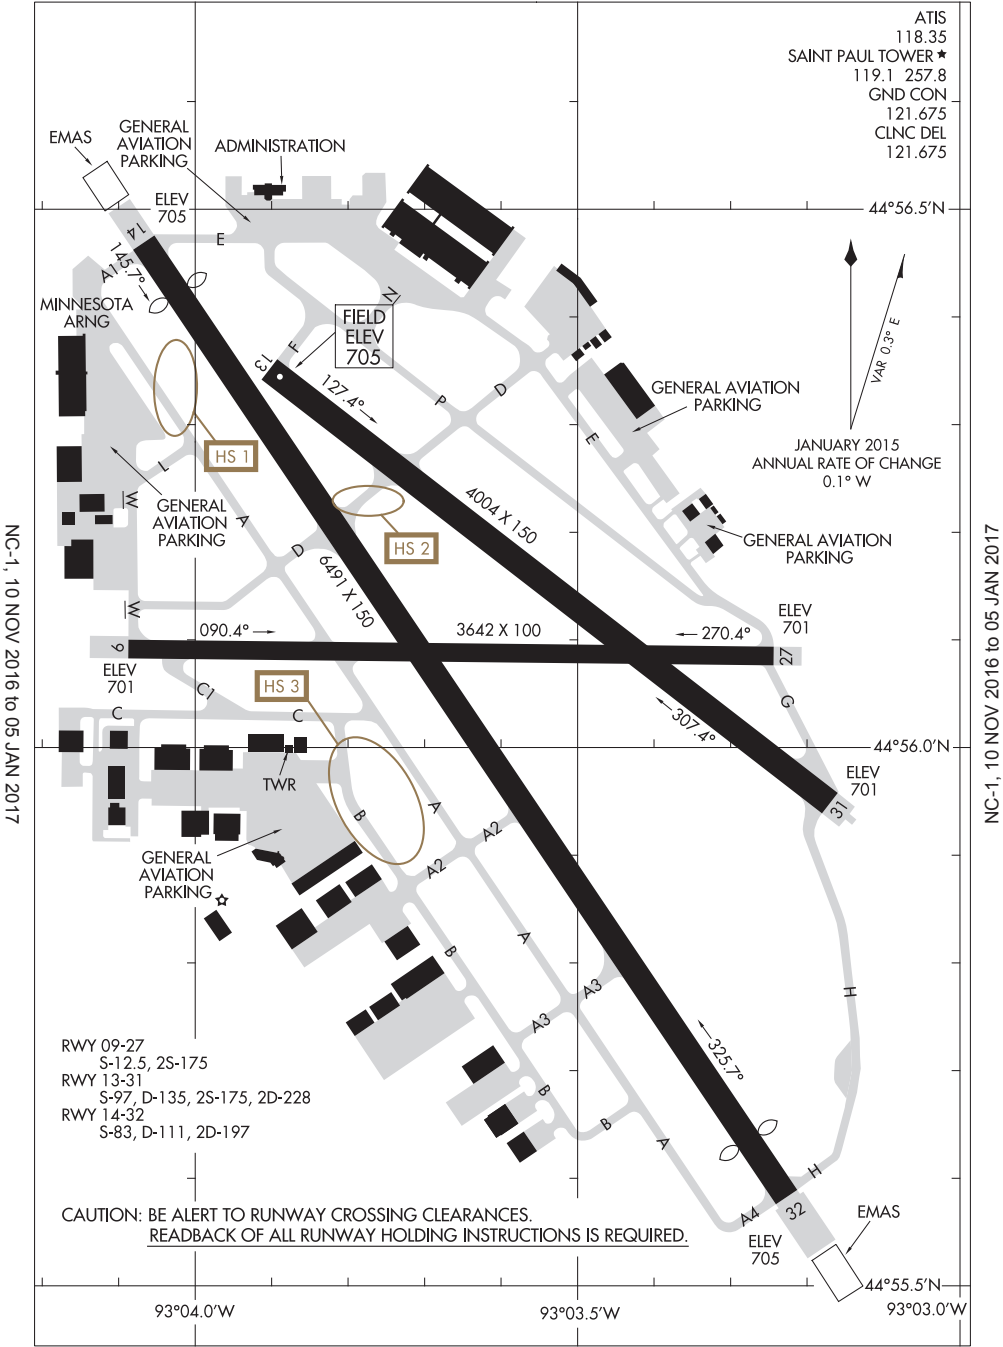 ATIS
118.35
SAINT PAUL TOWER ★
119.1 257.8
GND CON
121.675
CLNC DEL
121.675
EMAS
GENERAL
AVIATION
PARKING
ADMINISTRATION
ELEV
705
44°56.5'N
14
E
A1
145.7°
MINNESOTA
ARNG
N
FIELD
ELEV
705
F
13
127.4°
VAR 0.3° E
P
D
E
GENERAL AVIATION
PARKING
JANUARY 2015
ANNUAL RATE OF CHANGE
0.1° W
HS 1
L
W
GENERAL
AVIATION
PARKING
A
4004 X 150
HS 2
D
6491 X 150
GENERAL AVIATION
PARKING
W
NC-1, 10 NOV 2016 to 05 JAN 2017
NC-1, 10 NOV 2016 to 05 JAN 2017
090.4°
3642 X 100
270.4°
ELEV
701
9
27
ELEV
701
HS 3
C1
G
C
C
307.4°
44°56.0'N
TWR
ELEV
701
31
A
B
A2
A2
GENERAL
AVIATION
PARKING
A
B
A3
A3
H
325.7°
RWY 09-27
S-12.5, 2S-175
RWY 13-31
S-97, D-135, 2S-175, 2D-228
RWY 14-32
S-83, D-111, 2D-197
B
B
A
H
A4
32
CAUTION: BE ALERT TO RUNWAY CROSSING CLEARANCES.
READBACK OF ALL RUNWAY HOLDING INSTRUCTIONS IS REQUIRED.
ELEV
705
EMAS
44°55.5'N
93°04.0'W
93°03.5'W
93°03.0'W